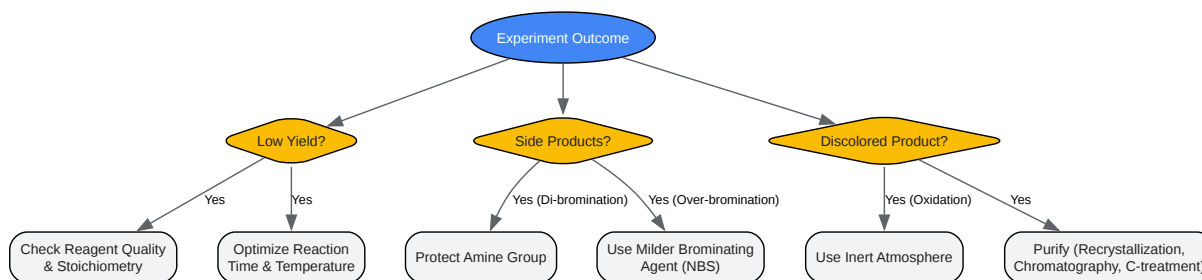 Experiment Outcome
Low Yield?
Side Products?
Discolored Product?
Yes
Yes
Yes (Di-bromination)
Yes (Over-bromination)
Yes (Oxidation)
Yes
Check Reagent Quality
& Stoichiometry
Optimize Reaction
Time & Temperature
Protect Amine Group
Use Milder Brominating
Agent (NBS)
Use Inert Atmosphere
Purify (Recrystallization,
Chromatography, C-treatment)